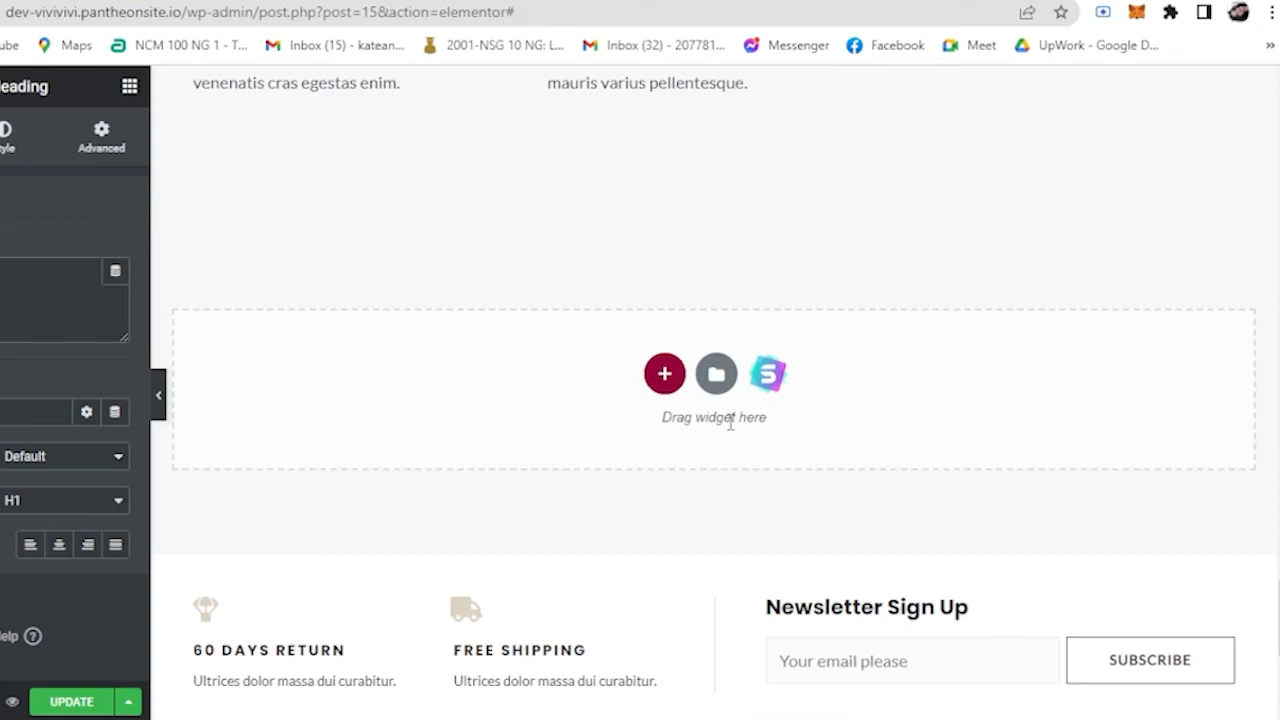 dev-vivivivi.pantheonsite.io/wp-admin/post.php?post=15&action=elementor#
ube Maps NCM 100 NG 1 - T... Inbox (15) - katean... 2001-NSG 10 NG: L... Inbox (32) - 207781... Messenger Facebook Meet UpWork - Google D... »
eading
venenatis cras egestas enim.
mauris varius pellentesque.
tyle
Advanced
Drag widget here
Default
H1
Help ?
UPDATE
60 DAYS RETURN
Ultrices dolor massa dui curabitur.
FREE SHIPPING
Ultrices dolor massa dui curabitur.
Newsletter Sign Up
Your email please
SUBSCRIBE